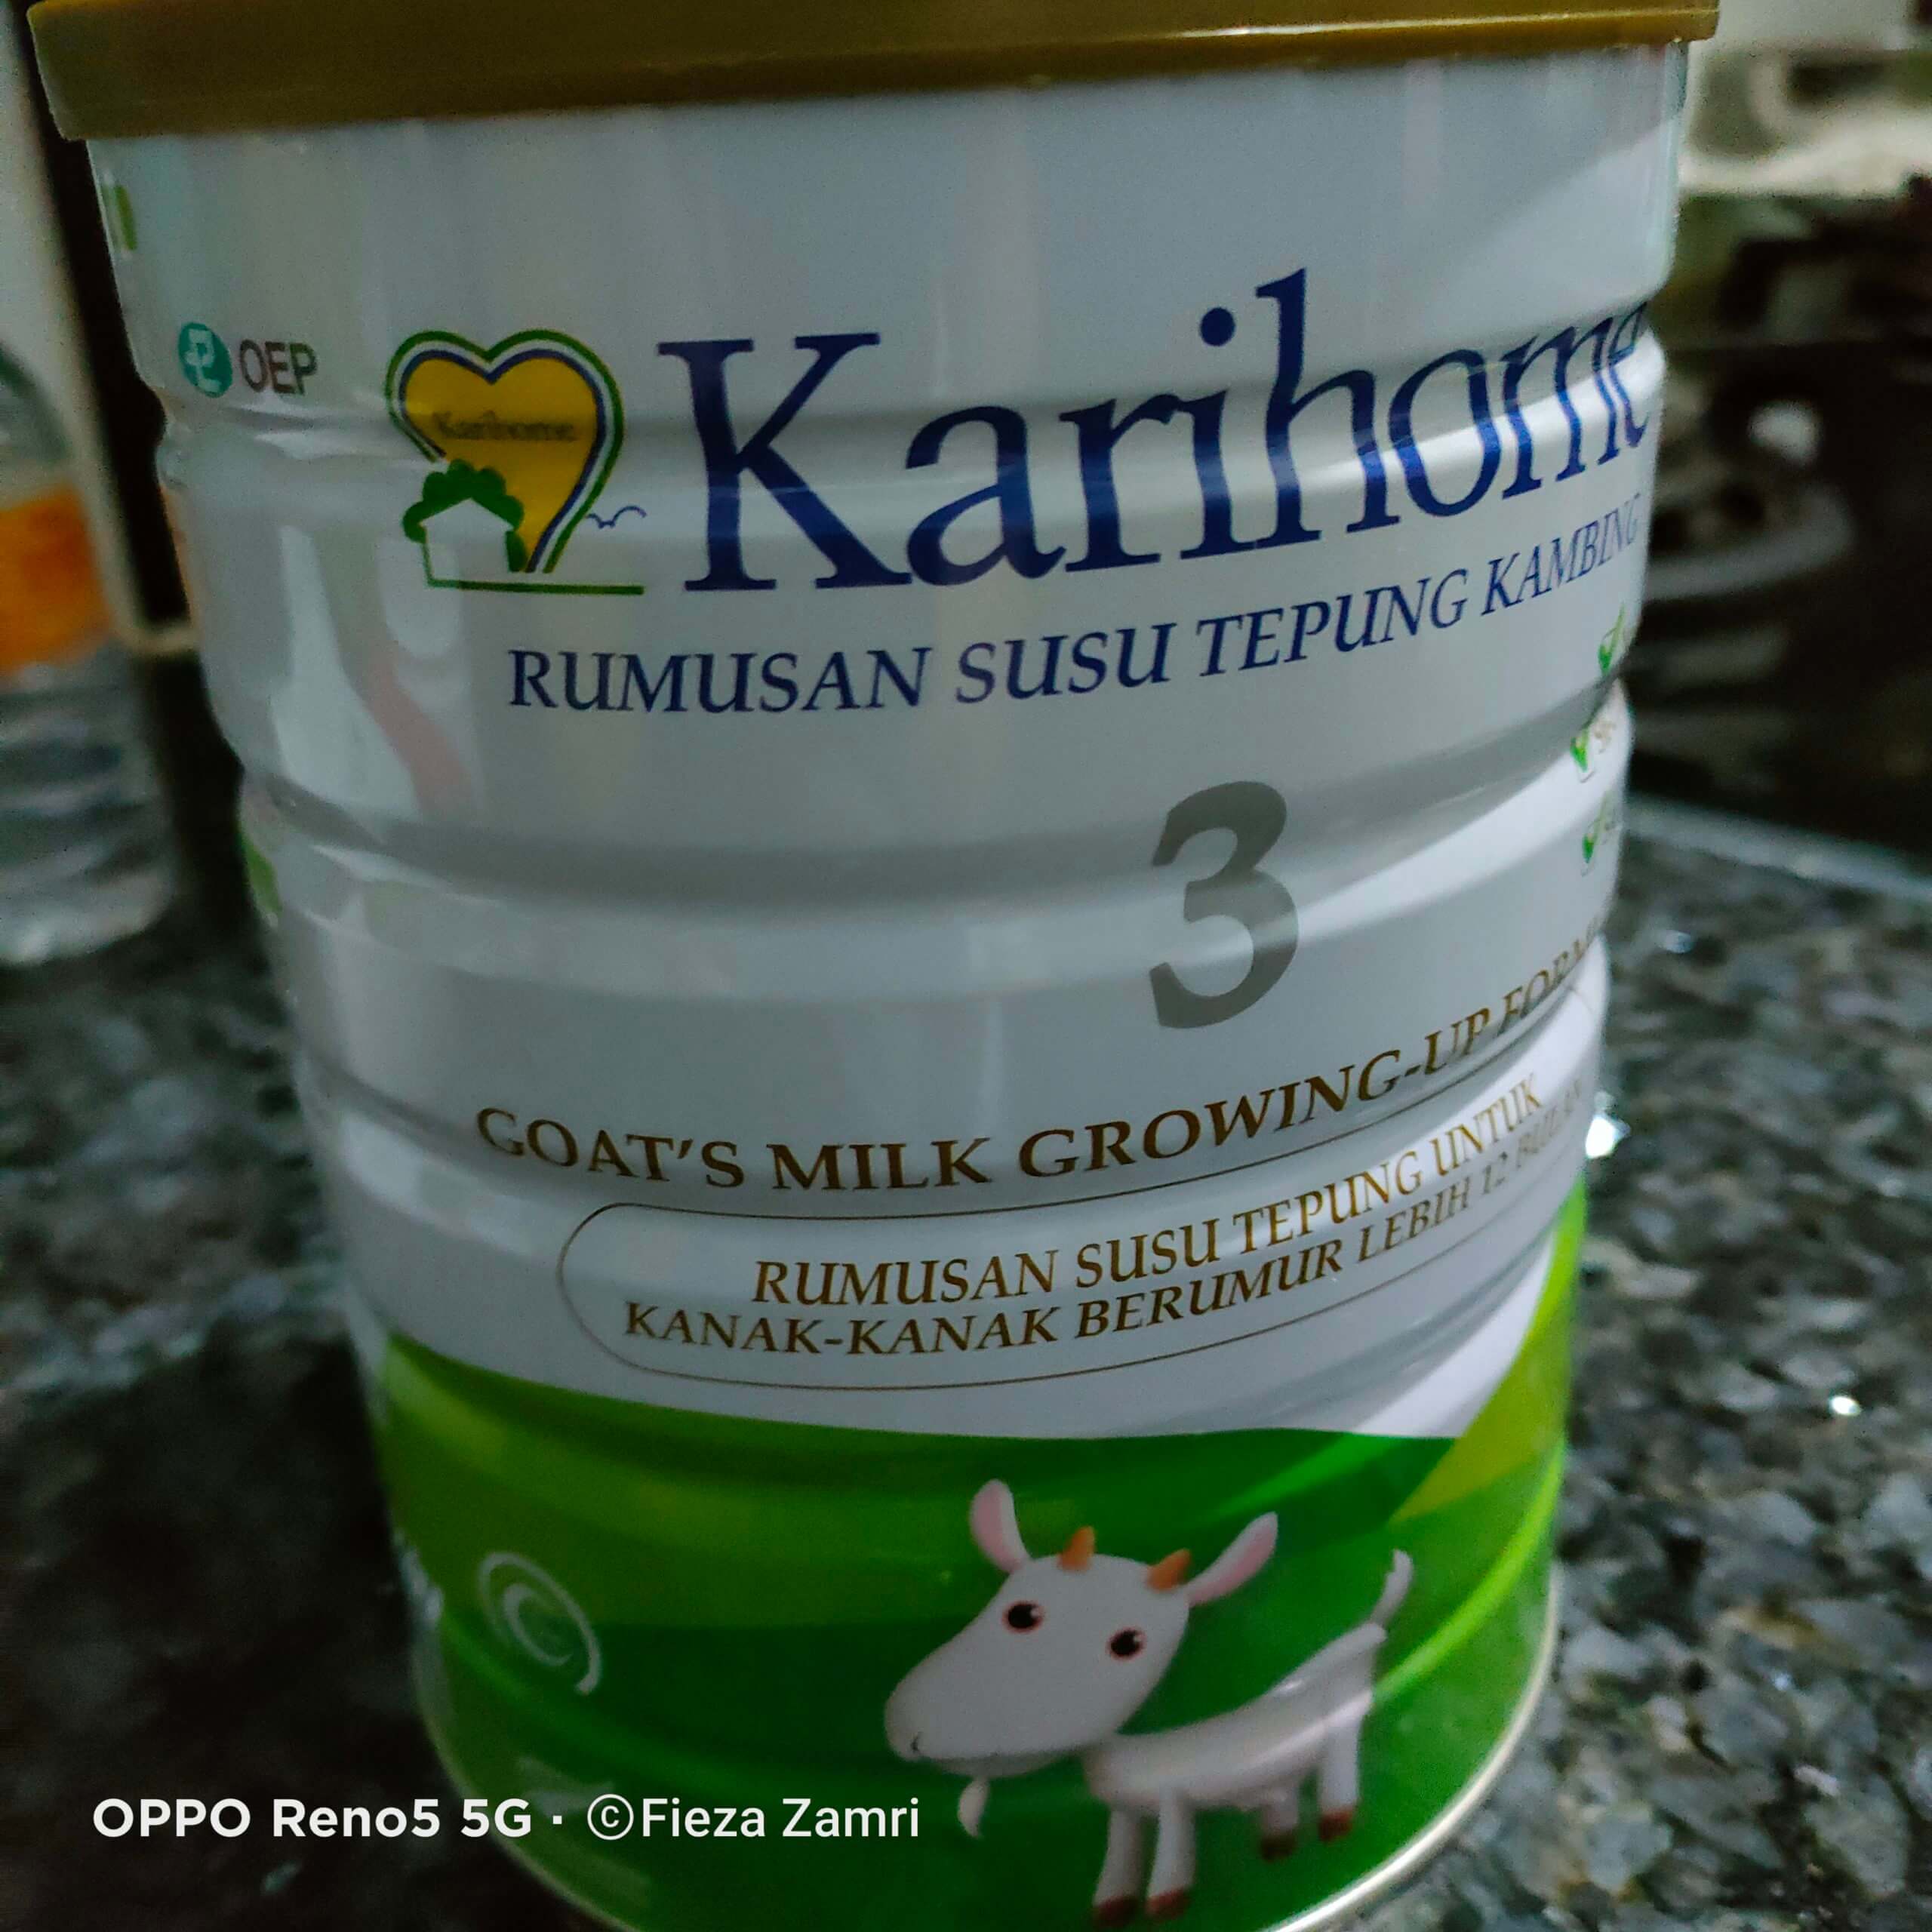 OEP
Karihome
Karihome
RUMUSAN SUSU TEPUNG KAMBING
3
GOAT'S MILK GROWING-UP
RUMUSAN SUSU TEPUNG UNTUK
KANAK-KANAK BERUMUR LEBIH 12 BULAN
OPPO Reno5 5G · ©Fieza Zamri